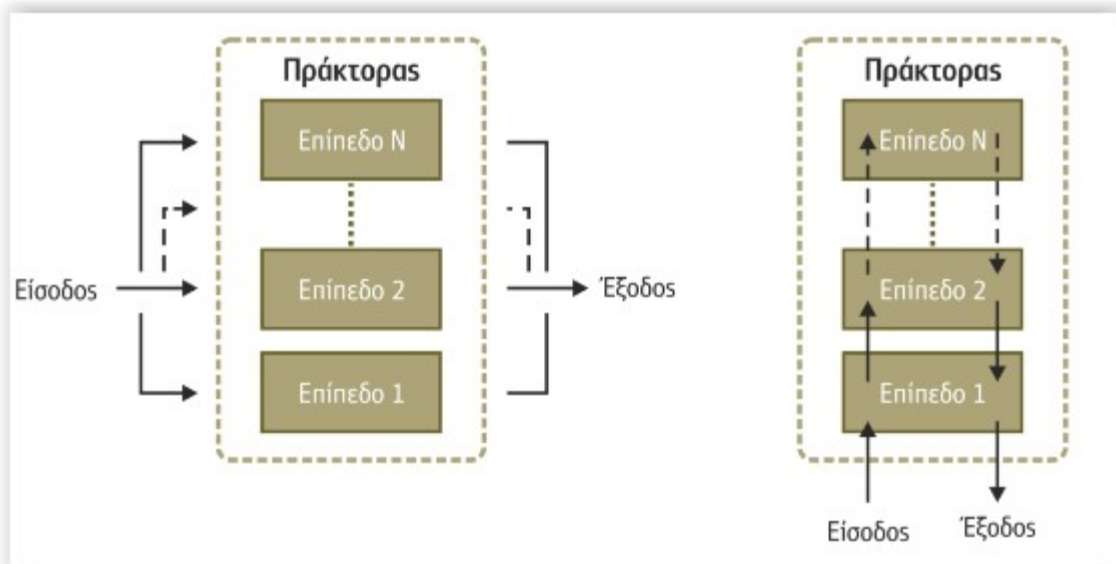 Πράκτορας
Επίπεδο Ν
Επίπεδο 2
Επίπεδο 1
Είσοδος
Έξοδος
Πράκτορας
Επίπεδο Ν
Επίπεδο 2
Επίπεδο 1
Είσοδος
Έξοδος